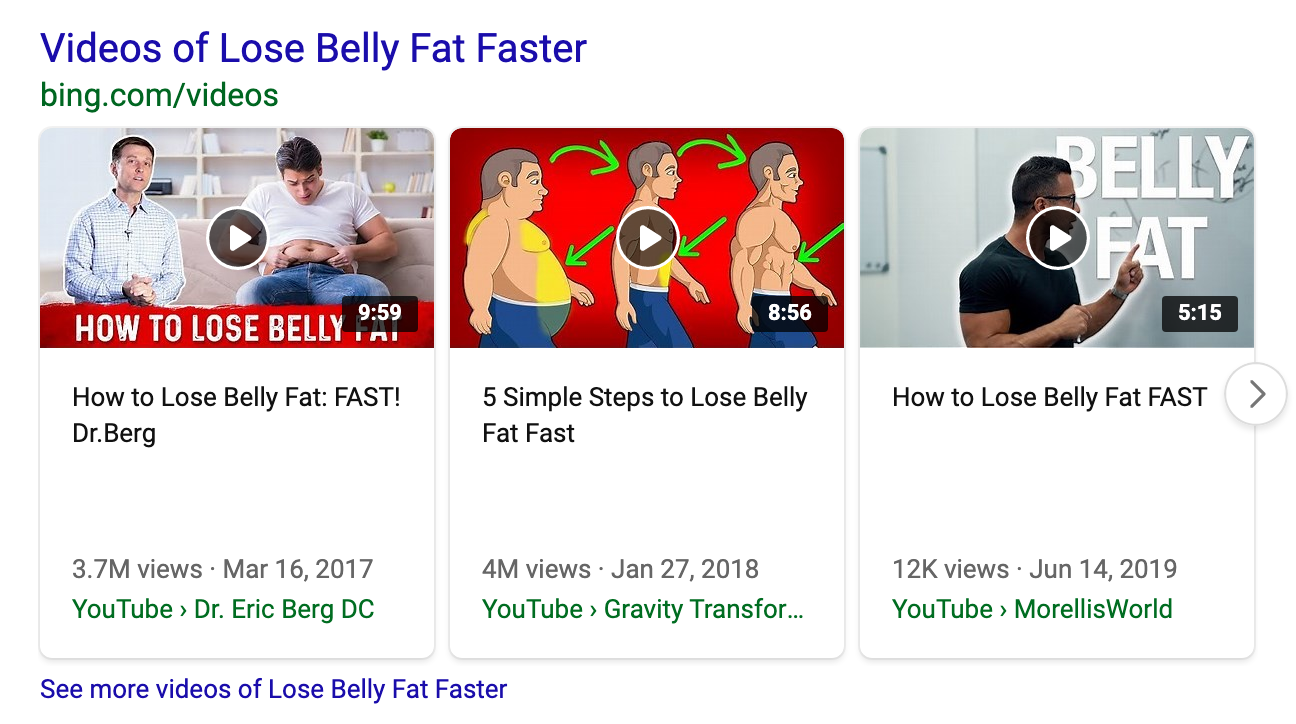 Videos of Lose Belly Fat Faster
bing.com/videos
HOW TO LOSE BELLY FAT
9:59
8:56
BELLY
FAT
5:15
How to Lose Belly Fat: FAST!
Dr.Berg
3.7M views · Mar 16, 2017
YouTube › Dr. Eric Berg DC
5 Simple Steps to Lose Belly
Fat Fast
4M views · Jan 27, 2018
YouTube › Gravity Transfor...
How to Lose Belly Fat FAST
12K views · Jun 14, 2019
YouTube › MorellisWorld
See more videos of Lose Belly Fat Faster